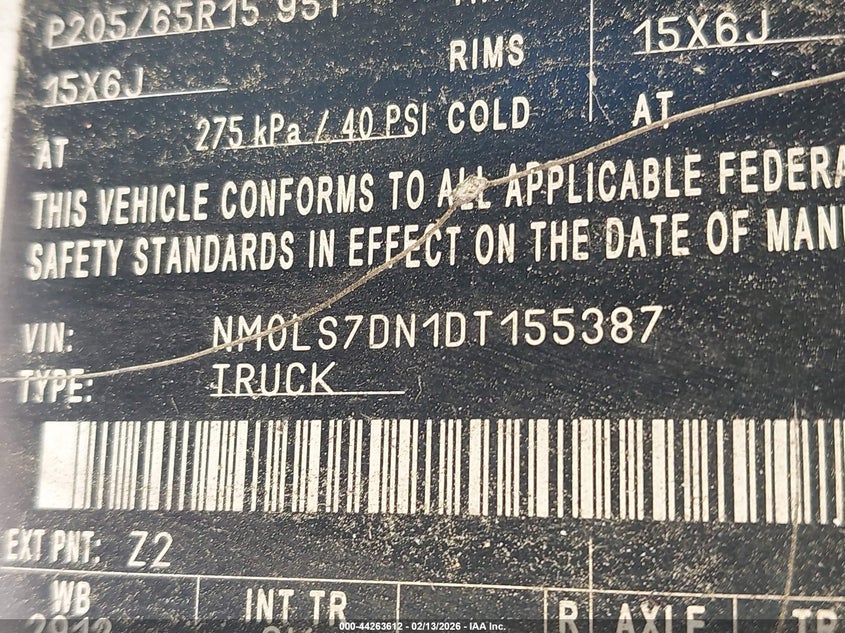 P205/65R15 95T
RIMS 15X6J
15X6J
AT 275 kPa / 40 PSI COLD AT
THIS VEHICLE CONFORMS TO ALL APPLICABLE FEDERA
SAFETY STANDARDS IN EFFECT ON THE DATE OF MAN
VIN: NM0LS7DN1DT155387
TYPE: TRUCK
EXT PNT: Z2
WB INT TR R AXLE TR
000-44263612 - 02/13/2026 - IAA Inc.